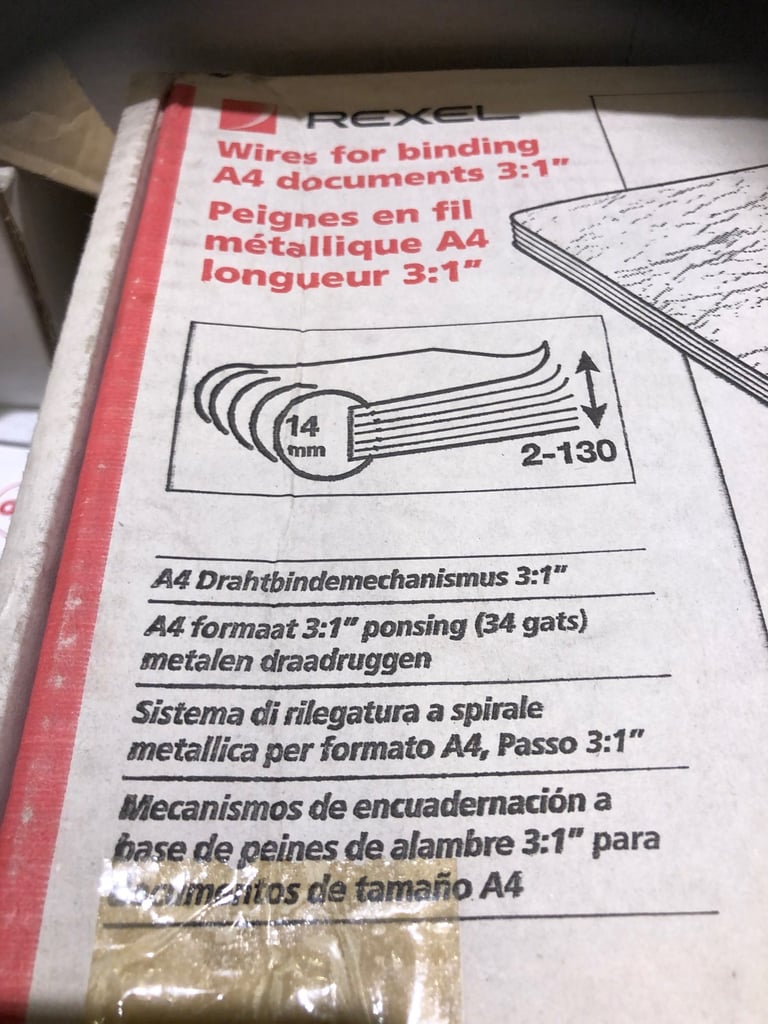 REXEL
Wires for binding
A4 documents 3:1"
Peignes en fil
métallique A4
longueur 3:1"
14
mm
2-130
A4 Drahtbindemechanismus 3:1"
A4 formaat 3:1" ponsing (34 gats)
metalen draadruggen
Sistema di rilegatura a spirale
metallica per formato A4, Passo 3:1"
Mecanismos de encuadernación a
base de peines de alambre 3:1" para
documentos de tamaño A4